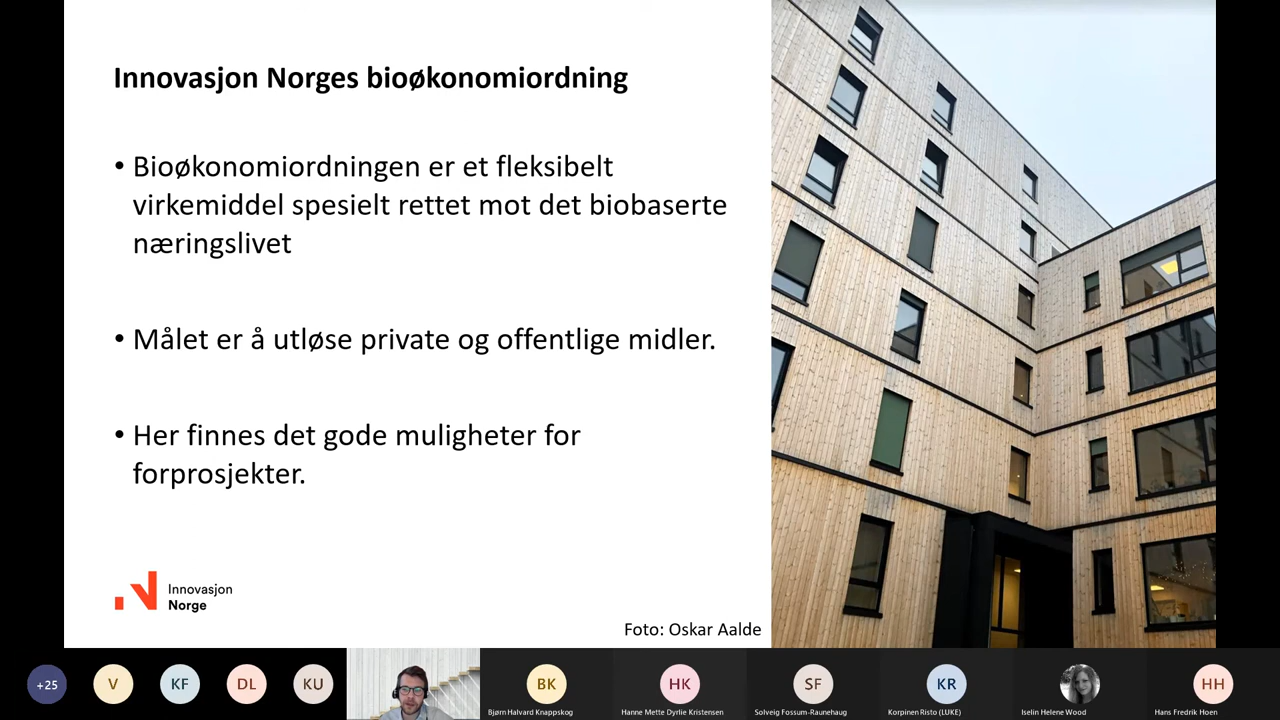 Innovasjon Norges bioøkonomiordning
• Bioøkonomiordningen er et fleksibelt
virkemiddel spesielt rettet mot det biobaserte
næringslivet
• Målet er å utløse private og offentlige midler.
• Her finnes det gode muligheter for
forprosjekter.
Innovasjon
Norge
Foto: Oskar Aalde
+25
V
KF
DL
KU
BK
HK
SF
KR
HH
Bjørn Halvard Knappskog
Hanne Mette Dyrlie Kristensen
Solveig Fossum-Raunehaug
Korpinen Risto (LUKE)
Iselin Helene Wood
Hans Fredrik Hoen